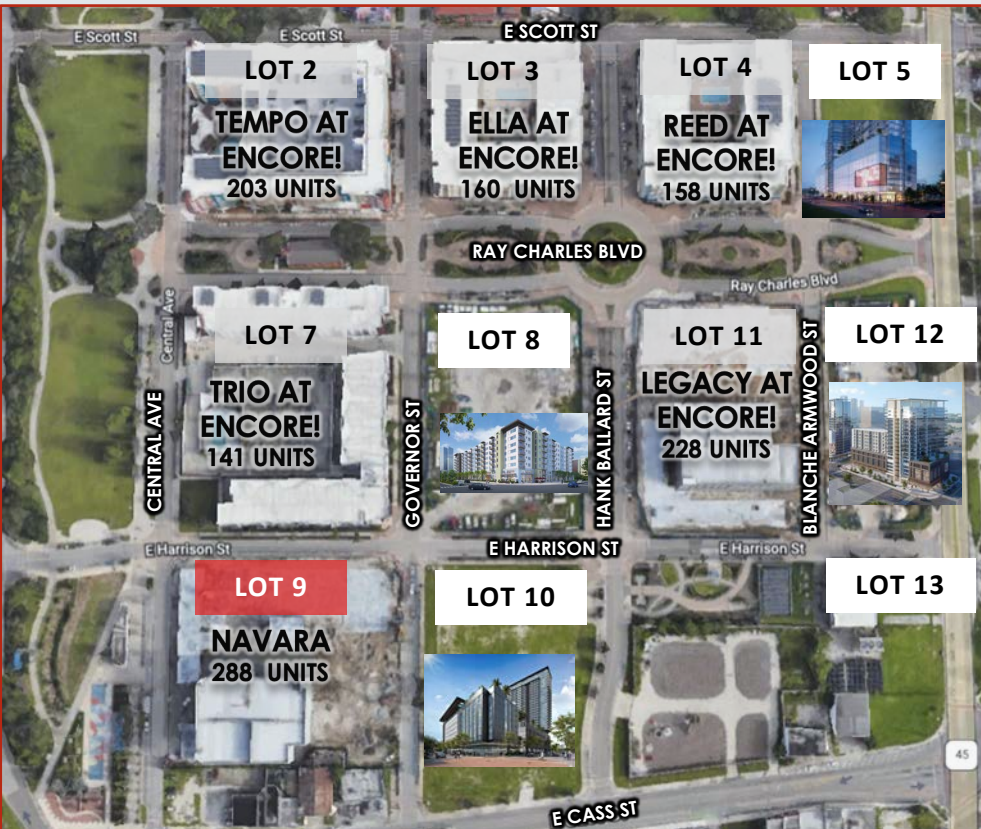 E Scott St
E Scott St
E SCOTT ST
LOT 2
TEMPO AT
ENCORE!
203 UNITS
LOT 3
ELLA AT
ENCORE!
160 UNITS
LOT 4
REED AT
ENCORE!
158 UNITS
LOT 5
RAY CHARLES BLVD
Ray Charles Blvd
Central Ave
CENTRAL AVE
LOT 7
TRIO AT
ENCORE!
141 UNITS
GOVERNOR ST
LOT 8
HANK BALLARD ST
LOT 11
LEGACY AT
ENCORE!
228 UNITS
BLANCHE ARMWOOD ST
LOT 12
E Harrison St
E HARRISON ST
E Harrison St
LOT 9
NAVARA
288 UNITS
LOT 10
LOT 13
45
E CASS ST